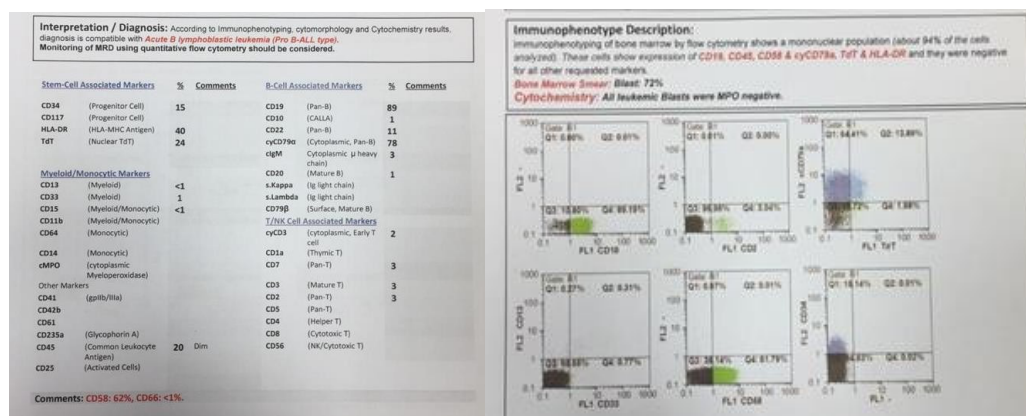 Interpretation / Diagnosis: According to Immunophenotyping, cytomorphology and Cytochemistry results,
diagnosis is compatible with Acute B lymphoblastic leukemia (Pro B-ALL type).
Monitoring of MRD using quantitative flow cytometry should be considered.
Stem-Cell Associated Markers % Comments
CD34 (Progenitor Cell) 15
CD117 (Progenitor Cell)
HLA-DR (HLA-MHC Antigen) 40
TdT (Nuclear TdT) 24
Myeloid/Monocytic Markers
CD13 (Myeloid) <1
CD33 (Myeloid) 1
CD15 (Myeloid/Monocytic) <1
CD11b (Myeloid/Monocytic)
CD64 (Monocytic)
CD14 (Monocytic)
cMPO (cytoplasmic
Myeloperoxidase)
Other Markers
CD41 (gpIIb/IIIa)
CD42b
CD61
CD235a (Glycophorin A)
CD45 (Common Leukocyte 20 Dim
Antigen)
CD25 (Activated Cells)
B-Cell Associated Markers % Comments
CD19 (Pan-B) 89
CD10 (CALLA) 1
CD22 (Pan-B) 11
cyCD79α (Cytoplasmic, Pan-B) 78
cIgM Cytoplasmic µ heavy 3
chain)
CD20 (Mature B) 1
s.Kappa (Ig light chain)
s.Lambda (Ig light chain)
CD79β (Surface, Mature B)
T/NK Cell Associated Markers
cyCD3 (cytoplasmic, Early T 2
cell
CD1a (Thymic T)
CD7 (Pan-T) 3
CD3 (Mature T) 3
CD2 (Pan-T) 3
CD5 (Pan-T)
CD4 (Helper T)
CD8 (Cytotoxic T)
CD56 (NK/Cytotoxic T)
Comments: CD58: 62%, CD66: <1%.
Immunophenotype Description:
Immunophenotyping of bone marrow by flow cytometry shows a mononuclear population (about 94% of the cells
analyzed). These cells show expression of CD19, CD45, CD58 & cyCD79a, TdT & HLA-DR and they were negative
for all other requested markers.
Bone Marrow Smear: Blast: 72%
Cytochemistry: All leukemic Blasts were MPO negative.
FL2 -
FL1 CD19
FL2 -
FL1
FL2 cCD79a
FL1 TdT
FL2 CD13
FL1 CD33
FL2 -
FL1 CD58
FL2 CD34
FL1 -